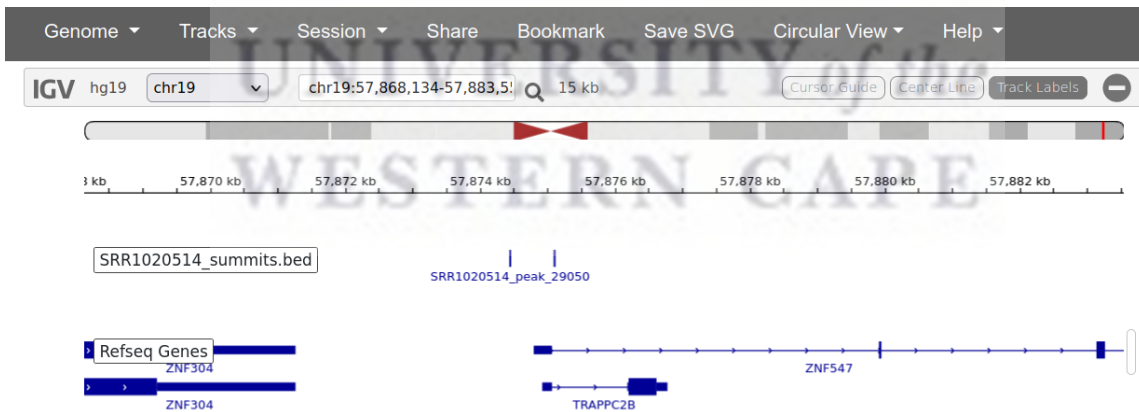 Genome Tracks Session Share Bookmark Save SVG Circular View Help
UNIVERSITY of the
IGV hg19 chr19 chr19:57,868,134-57,883,5 15 kb Cursor Guide Center Line Track Labels
WESTERN CAPE
kb 57,870 kb 57,872 kb 57,874 kb 57,876 kb 57,878 kb 57,880 kb 57,882 kb
SRR1020514_summits.bed
SRR1020514_peak_29050
Refseq Genes
ZNF304 ZNF547
ZNF304 TRAPPC2B